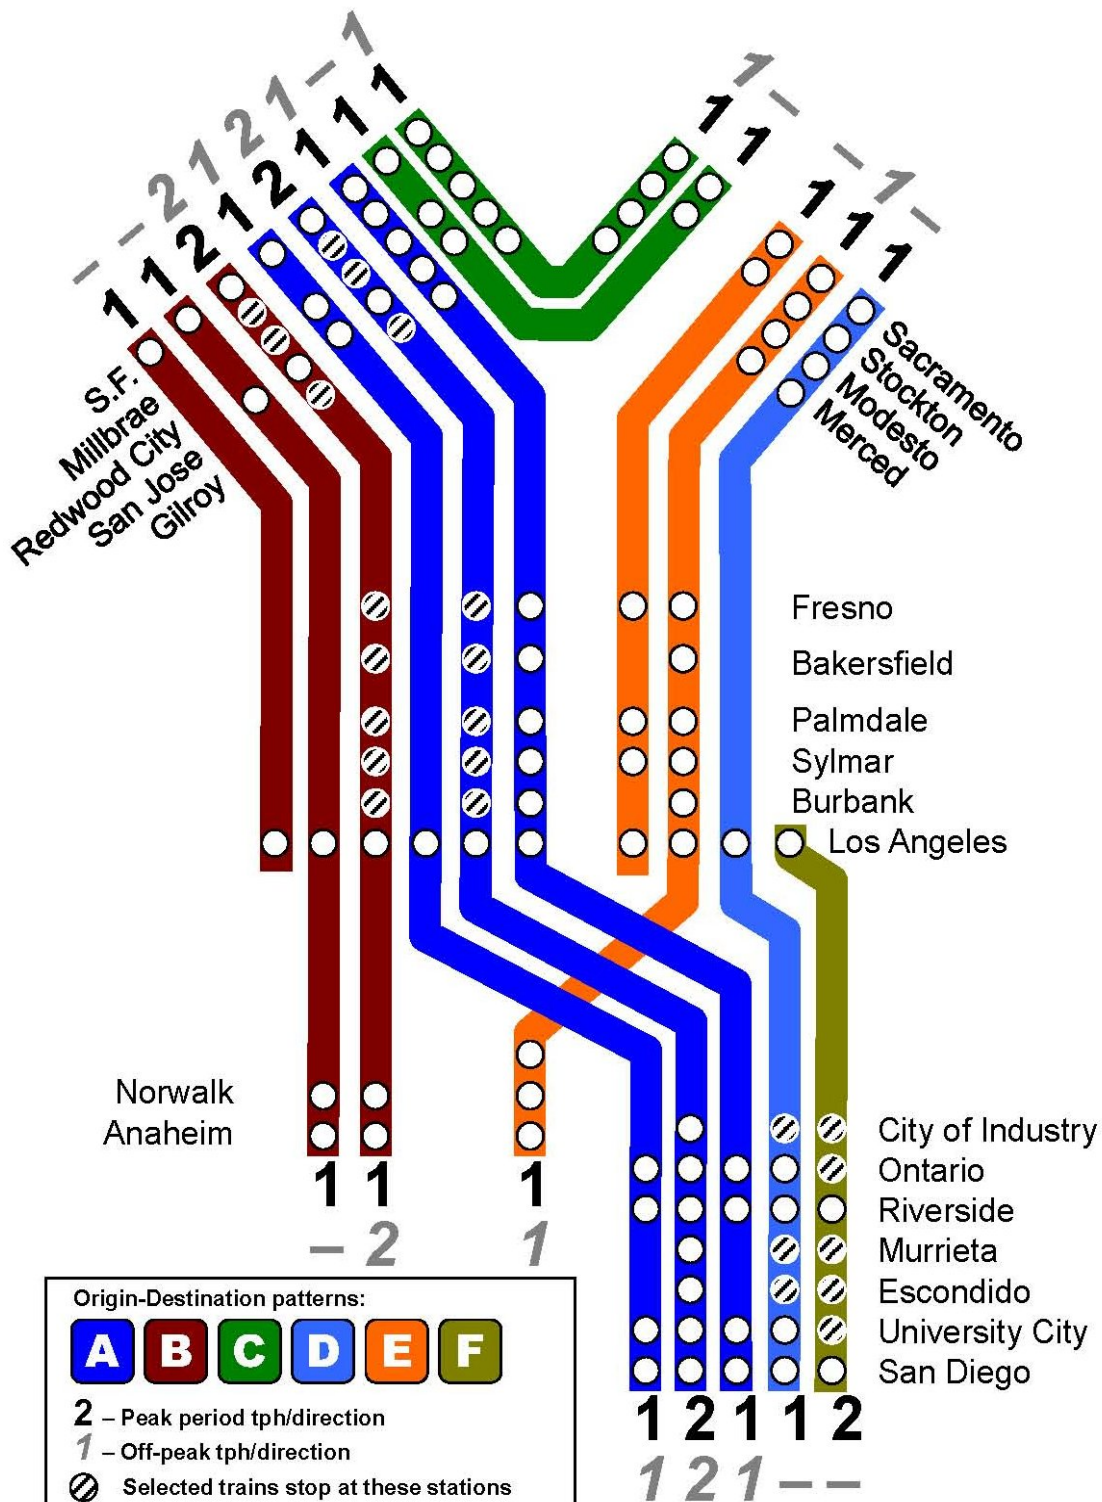 – – 2 1 2 1 – 1
1 1 2 1 2 1 1 1
1 –
1 1
– 1 –
1 1 1
S.F.
Millbrae
Redwood City
San Jose
Gilroy
Sacramento
Stockton
Modesto
Merced
Fresno
Bakersfield
Palmdale
Sylmar
Burbank
Los Angeles
Norwalk
Anaheim
1 1 1
– 2 1
City of Industry
Ontario
Riverside
Murrieta
Escondido
University City
San Diego
1 2 1 1 2
1 2 1 – –
Origin-Destination patterns:
A B C D E F
2 – Peak period tph/direction
1 – Off-peak tph/direction
Selected trains stop at these stations